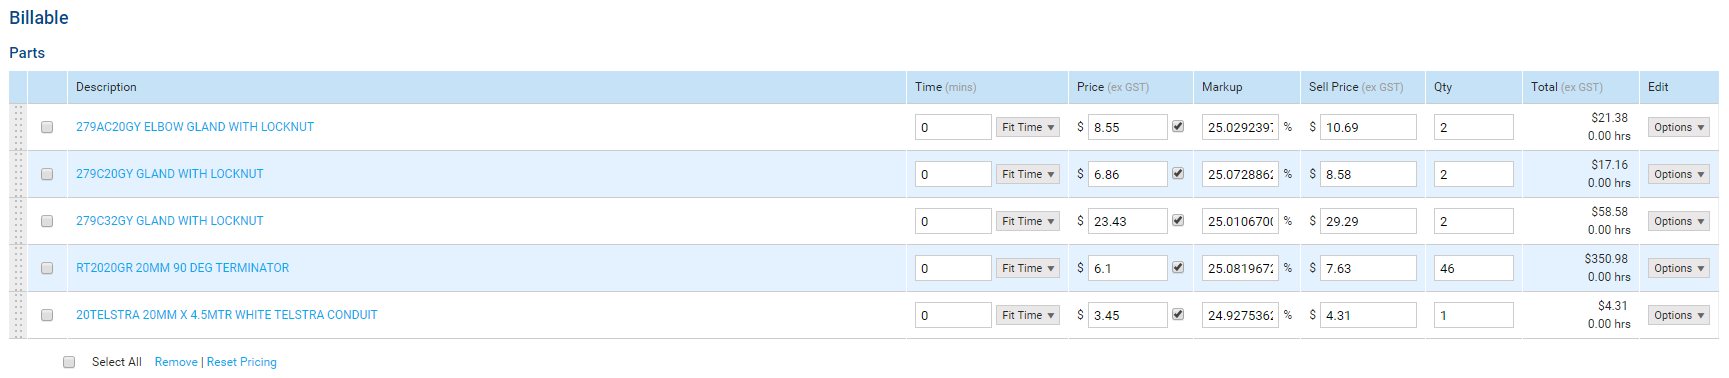 Billable
Parts
Description Time (mins) Price (ex GST) Markup Sell Price (ex GST) Qty Total (ex GST) Edit
279AC20GY ELBOW GLAND WITH LOCKNUT 0 Fit Time $ 8.55 25.0292397 % $ 10.69 2 $21.38 0.00 hrs Options
279C20GY GLAND WITH LOCKNUT 0 Fit Time $ 6.86 25.0728862 % $ 8.58 2 $17.16 0.00 hrs Options
279C32GY GLAND WITH LOCKNUT 0 Fit Time $ 23.43 25.0106700 % $ 29.29 2 $58.58 0.00 hrs Options
RT2020GR 20MM 90 DEG TERMINATOR 0 Fit Time $ 6.1 25.0819672 % $ 7.63 46 $350.98 0.00 hrs Options
20TELSTRA 20MM X 4.5MTR WHITE TELSTRA CONDUIT 0 Fit Time $ 3.45 24.9275362 % $ 4.31 1 $4.31 0.00 hrs Options
Select All Remove | Reset Pricing